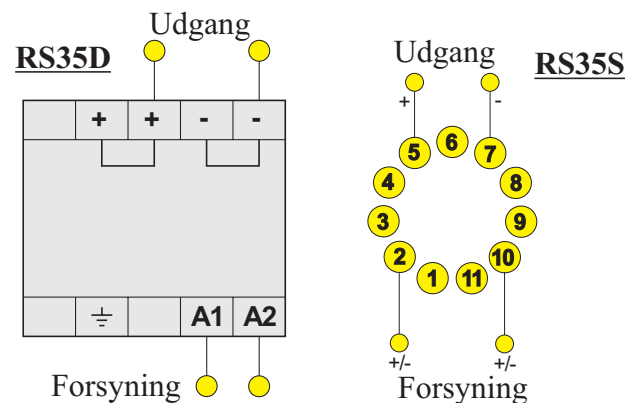 Udgang
RS35D
+ + - -
⏚ A1 A2
Forsyning
Udgang
RS35S
+ -
5 6 7
4 8
3 9
2 10
1 11
+/- +/-
Forsyning